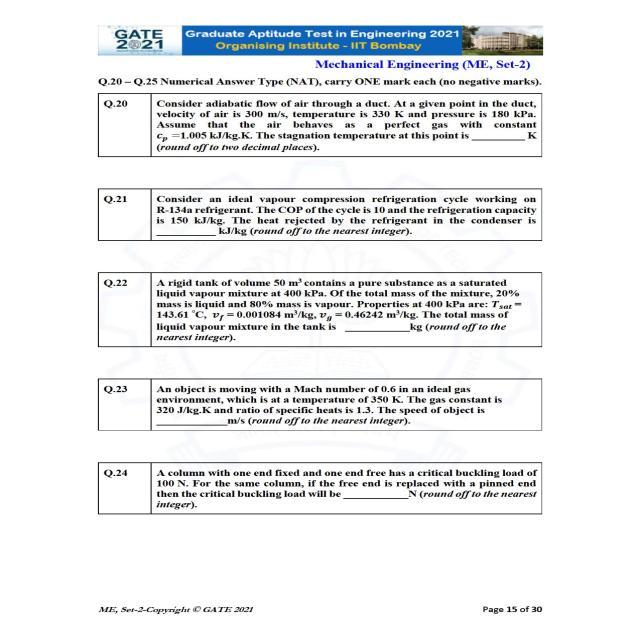 GATE
2021
Graduate Aptitude Test in Engineering 2021
Organising Institute - IIT Bombay
Mechanical Engineering (ME, Set-2)
Q.20 – Q.25 Numerical Answer Type (NAT), carry ONE mark each (no negative marks).
Q.20
Consider adiabatic flow of air through a duct. At a given point in the duct,
velocity of air is 300 m/s, temperature is 330 K and pressure is 180 kPa.
Assume that the air behaves as a perfect gas with constant
cₚ =1.005 kJ/kg.K. The stagnation temperature at this point is _________ K
(round off to two decimal places).
Q.21
Consider an ideal vapour compression refrigeration cycle working on
R-134a refrigerant. The COP of the cycle is 10 and the refrigeration capacity
is 150 kJ/kg. The heat rejected by the refrigerant in the condenser is
__________ kJ/kg (round off to the nearest integer).
Q.22
A rigid tank of volume 50 m³ contains a pure substance as a saturated
liquid vapour mixture at 400 kPa. Of the total mass of the mixture, 20%
mass is liquid and 80% mass is vapour. Properties at 400 kPa are: T_sat =
143.61 °C, v_f = 0.001084 m³/kg, v_g = 0.46242 m³/kg. The total mass of
liquid vapour mixture in the tank is ___________kg (round off to the
nearest integer).
Q.23
An object is moving with a Mach number of 0.6 in an ideal gas
environment, which is at a temperature of 350 K. The gas constant is
320 J/kg.K and ratio of specific heats is 1.3. The speed of object is
____________m/s (round off to the nearest integer).
Q.24
A column with one end fixed and one end free has a critical buckling load of
100 N. For the same column, if the free end is replaced with a pinned end
then the critical buckling load will be ___________N (round off to the nearest
integer).
ME, Set-2-Copyright © GATE 2021
Page 15 of 30